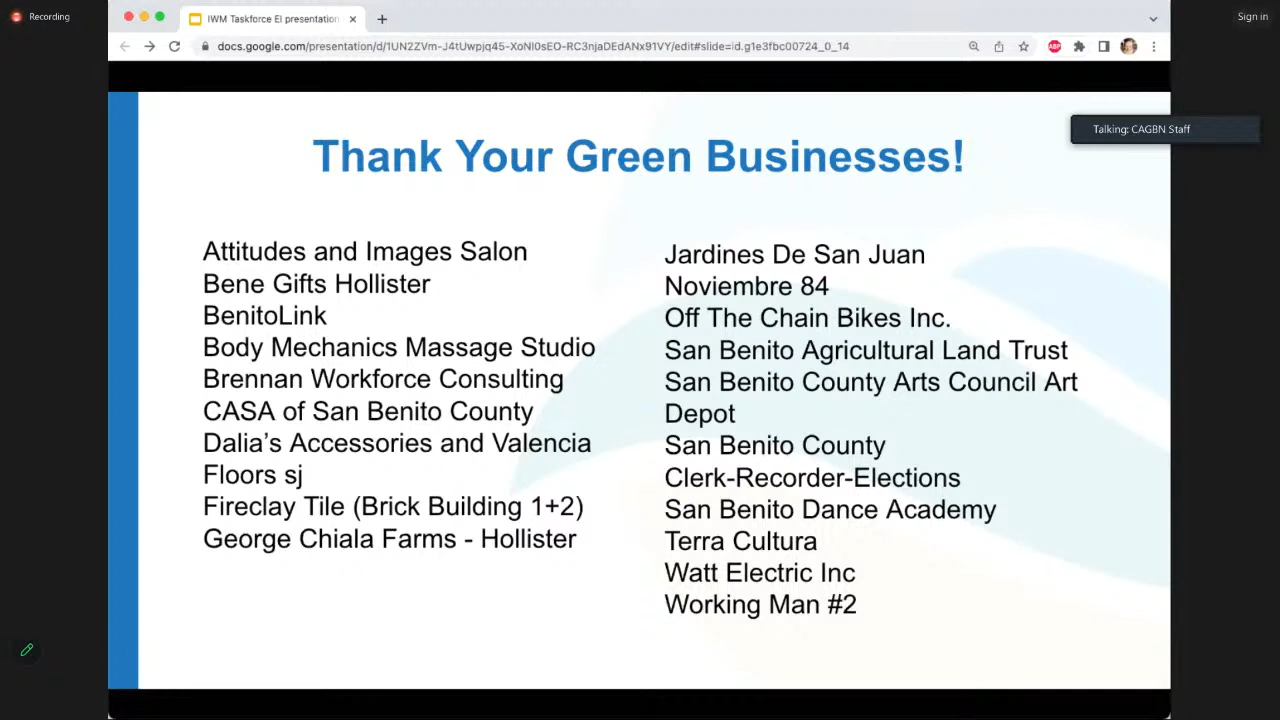 Recording
IWM Taskforce EI presentation
Sign in
docs.google.com/presentation/d/1UN2ZVm-J4tUwpjq45-XoNI0sEO-RC3njaDEdANx91VY/edit#slide=id.g1e3fbc00724_0_14
ABP
Talking: CAGBN Staff
Thank Your Green Businesses!
Attitudes and Images Salon
Bene Gifts Hollister
BenitoLink
Body Mechanics Massage Studio
Brennan Workforce Consulting
CASA of San Benito County
Dalia’s Accessories and Valencia
Floors sj
Fireclay Tile (Brick Building 1+2)
George Chiala Farms - Hollister
Jardines De San Juan
Noviembre 84
Off The Chain Bikes Inc.
San Benito Agricultural Land Trust
San Benito County Arts Council Art
Depot
San Benito County
Clerk-Recorder-Elections
San Benito Dance Academy
Terra Cultura
Watt Electric Inc
Working Man #2